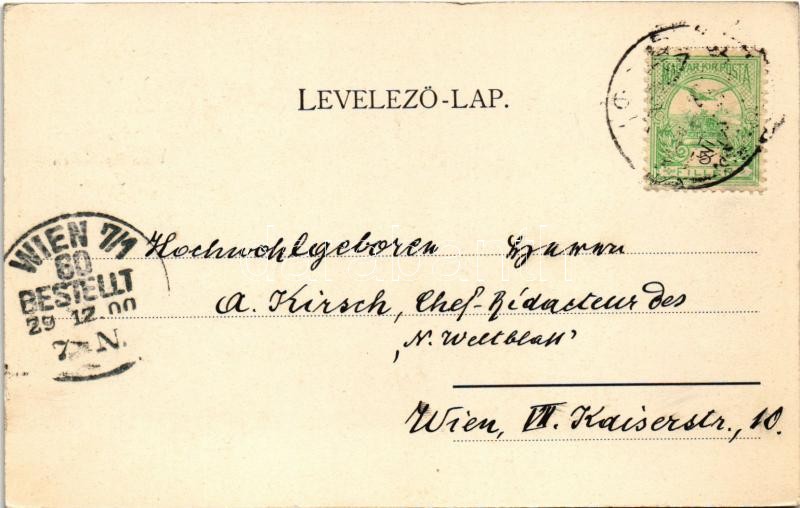 LEVELEZŐ-LAP.
MAGYAR KIR. POSTA
FILLÉR
WIEN 7/1
60
BESTELLT
29 12.00
7-N.
Hochwohlgeboren Herrn
A. Kirsch, Chef-Rédacteur des
„N. Weltblatt"
Wien, VII. Kaiserstr., 10.